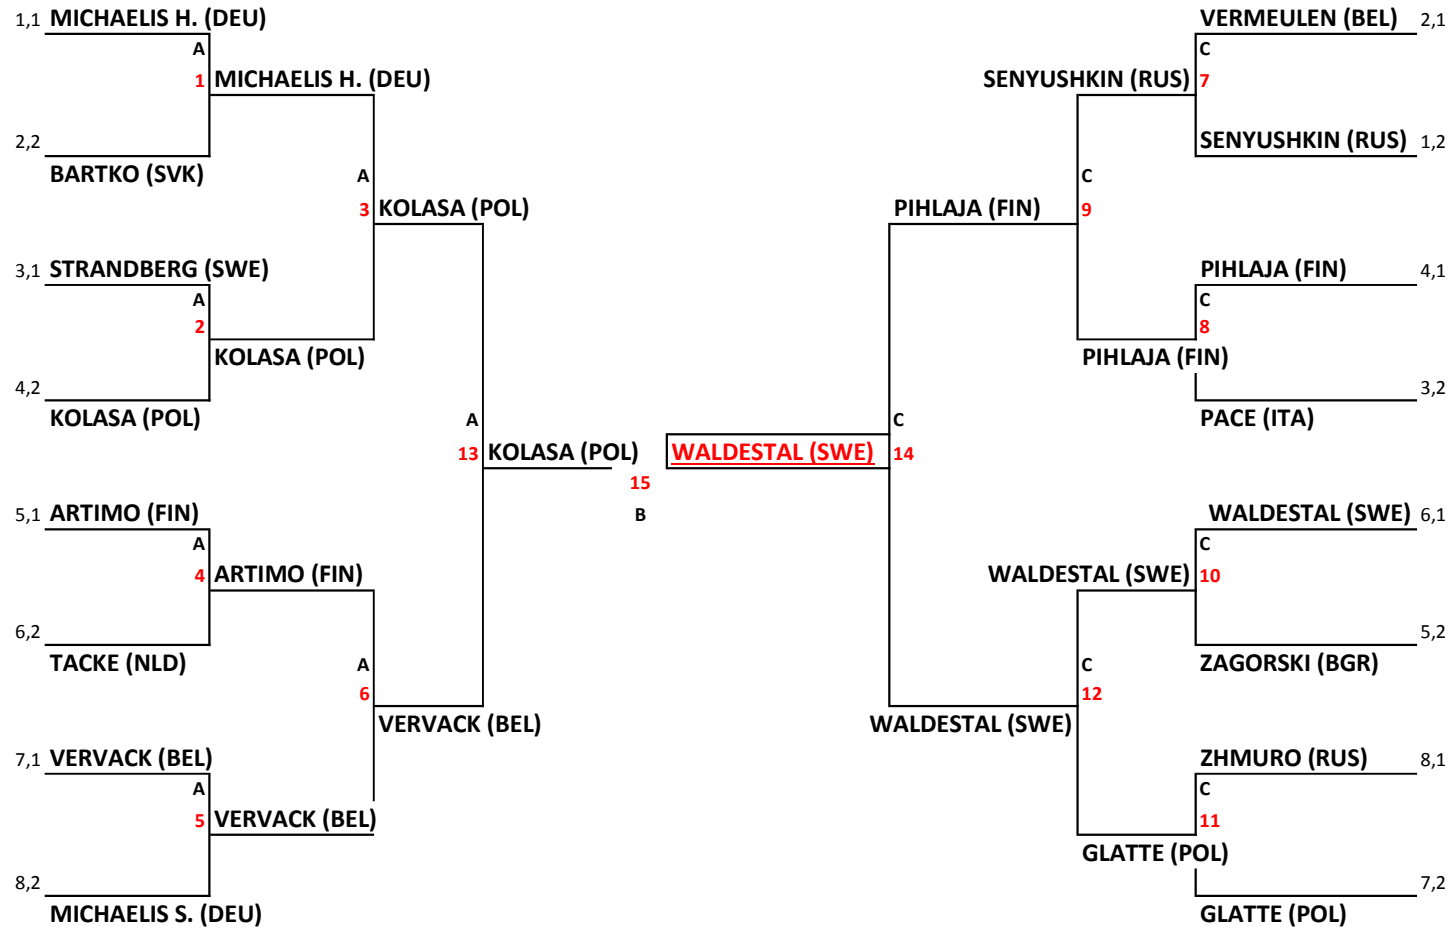 1,1 MICHAELIS H. (DEU)
VERMEULEN (BEL) 2,1
A
C
1 MICHAELIS H. (DEU)
SENYUSHKIN (RUS) 7
2,2
SENYUSHKIN (RUS) 1,2
BARTKO (SVK)
A
C
3 KOLASA (POL)
PIHLAJA (FIN) 9
3,1 STRANDBERG (SWE)
PIHLAJA (FIN) 4,1
A
C
2
8
KOLASA (POL)
PIHLAJA (FIN)
4,2
3,2
KOLASA (POL)
PACE (ITA)
A
C
13 KOLASA (POL)
WALDESTAL (SWE) 14
15
B
5,1 ARTIMO (FIN)
WALDESTAL (SWE) 6,1
A
C
4 ARTIMO (FIN)
WALDESTAL (SWE) 10
6,2
5,2
TACKE (NLD)
ZAGORSKI (BGR)
A
C
6
12
VERVACK (BEL)
WALDESTAL (SWE)
7,1 VERVACK (BEL)
ZHMURO (RUS) 8,1
A
C
5 VERVACK (BEL)
11
GLATTE (POL)
8,2
7,2
MICHAELIS S. (DEU)
GLATTE (POL)